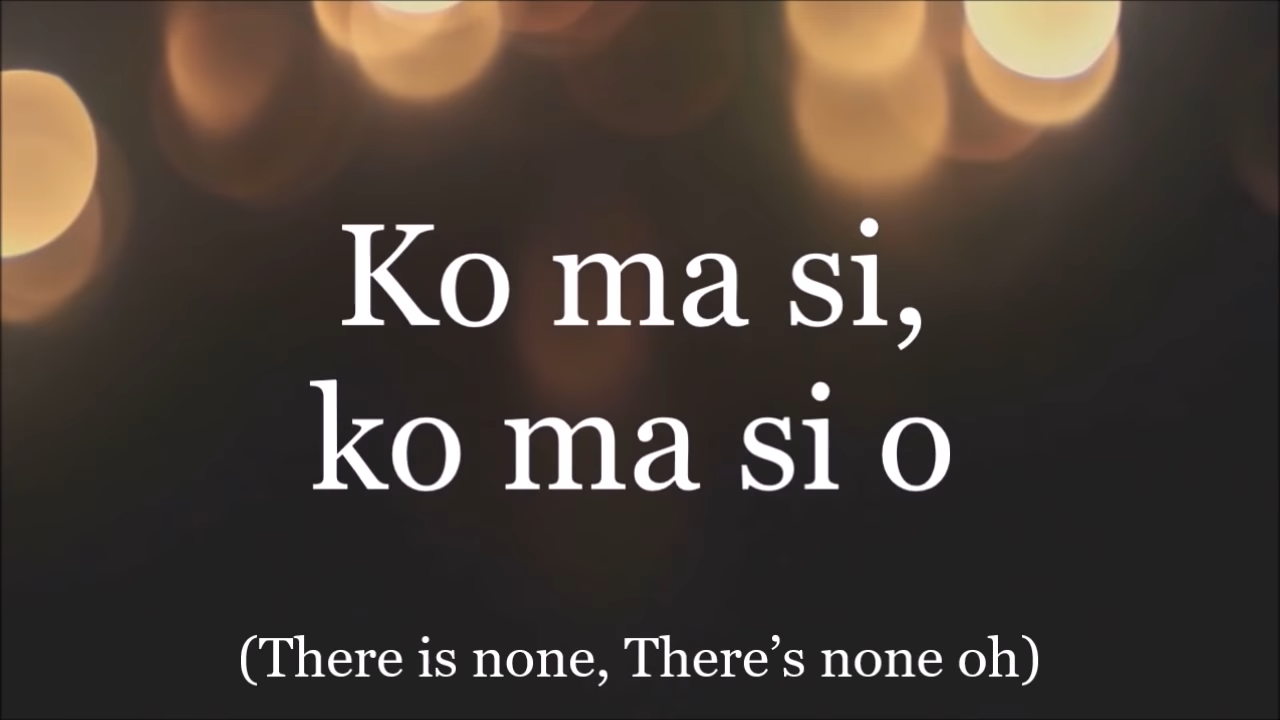 Ko ma si,
ko ma si o
(There is none, There’s none oh)